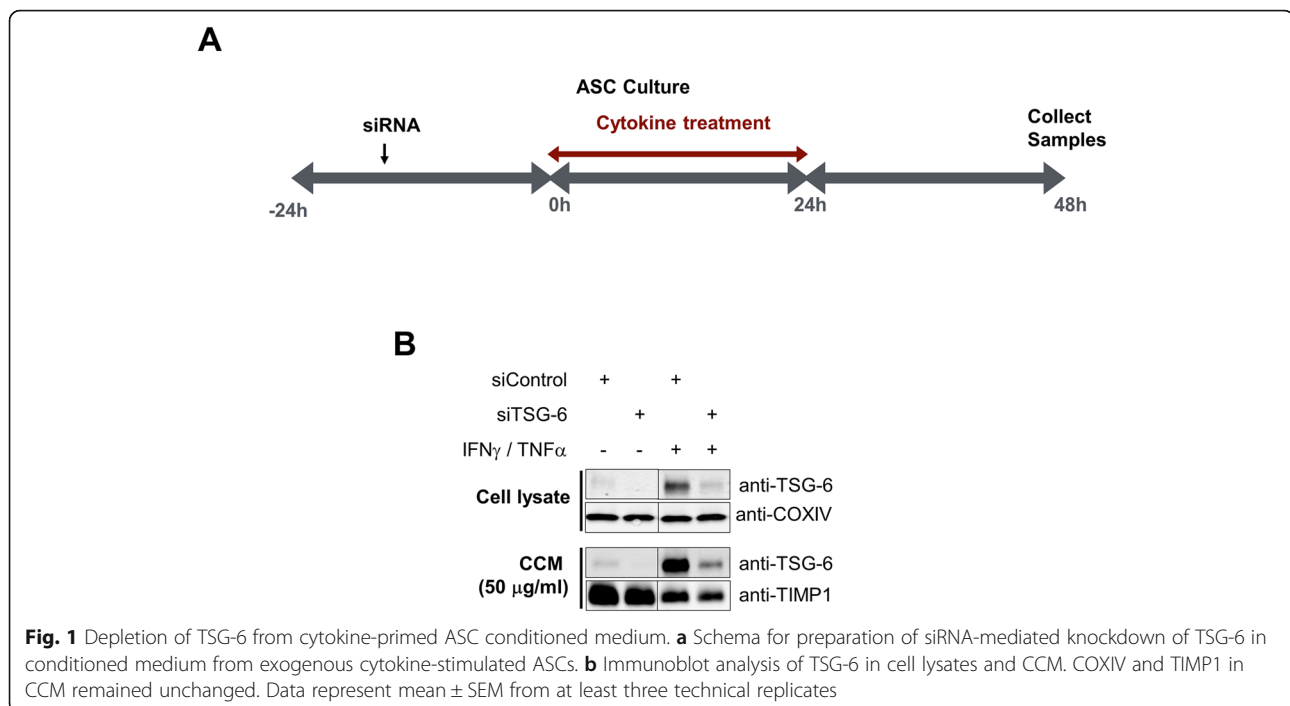 A
ASC Culture
siRNA
Cytokine treatment
Collect
Samples
-24h
0h
24h
48h
B
siControl + +
siTSG-6 + +
IFNγ / TNFα - - + +
Cell lysate
anti-TSG-6
anti-COXIV
CCM
(50 μg/ml)
anti-TSG-6
anti-TIMP1
Fig. 1 Depletion of TSG-6 from cytokine-primed ASC conditioned medium. a Schema for preparation of siRNA-mediated knockdown of TSG-6 in
conditioned medium from exogenous cytokine-stimulated ASCs. b Immunoblot analysis of TSG-6 in cell lysates and CCM. COXIV and TIMP1 in
CCM remained unchanged. Data represent mean ± SEM from at least three technical replicates